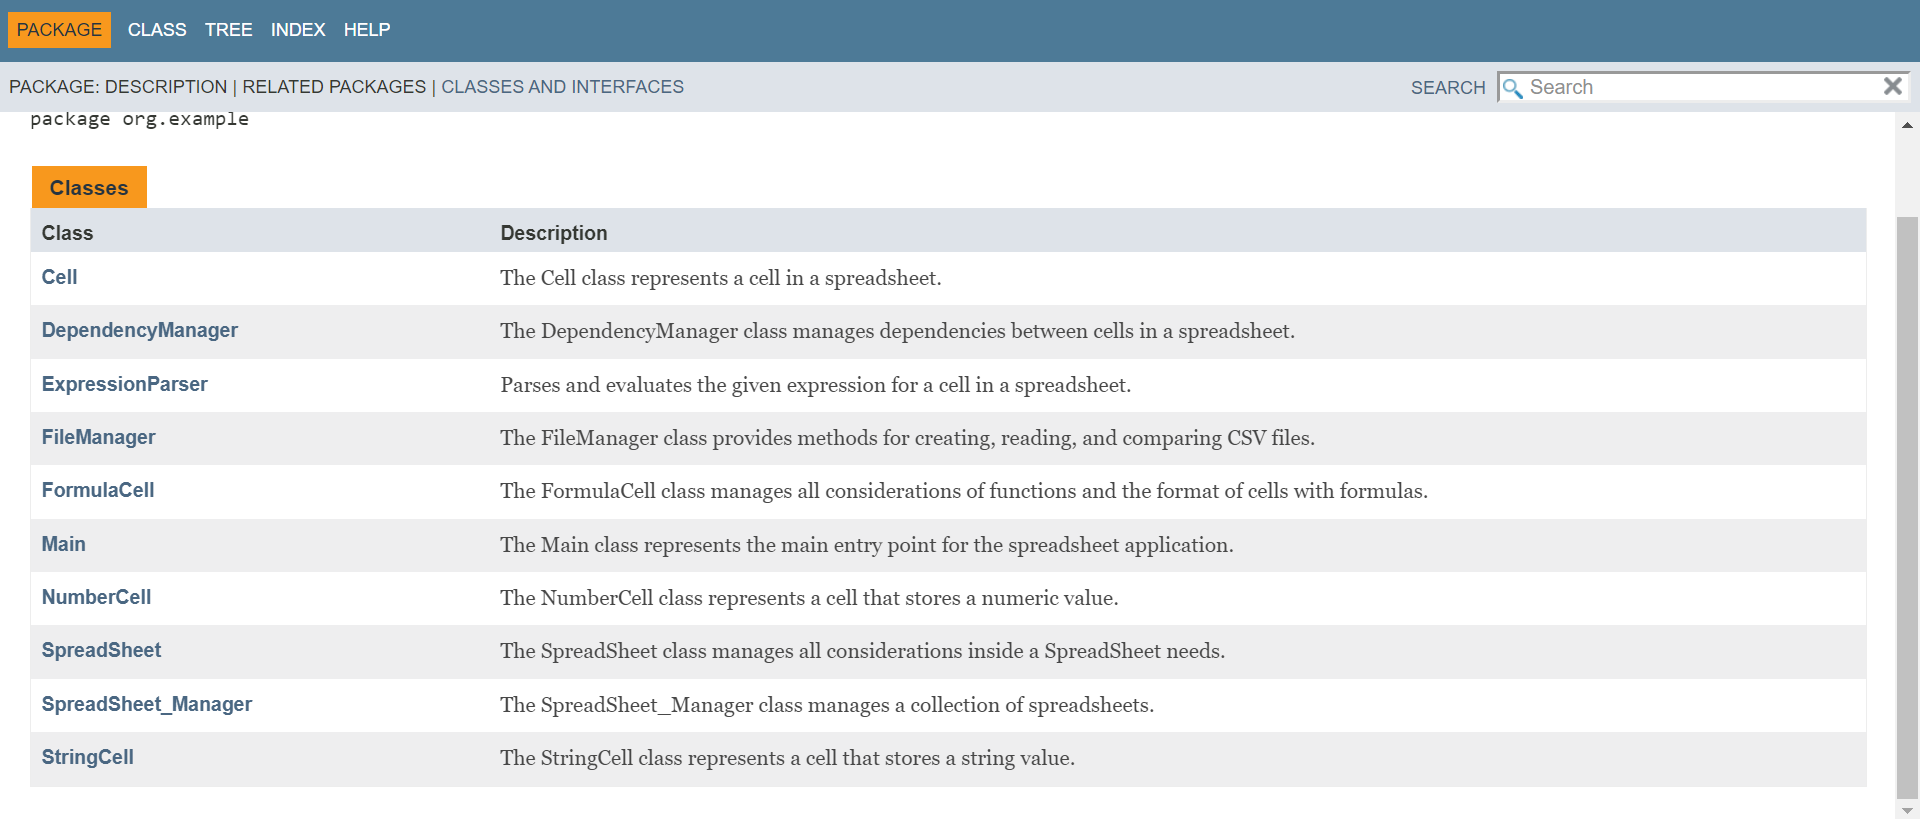 PACKAGE CLASS TREE INDEX HELP
PACKAGE: DESCRIPTION | RELATED PACKAGES | CLASSES AND INTERFACES SEARCH Search
package org.example
Classes
Class Description
Cell The Cell class represents a cell in a spreadsheet.
DependencyManager The DependencyManager class manages dependencies between cells in a spreadsheet.
ExpressionParser Parses and evaluates the given expression for a cell in a spreadsheet.
FileManager The FileManager class provides methods for creating, reading, and comparing CSV files.
FormulaCell The FormulaCell class manages all considerations of functions and the format of cells with formulas.
Main The Main class represents the main entry point for the spreadsheet application.
NumberCell The NumberCell class represents a cell that stores a numeric value.
SpreadSheet The SpreadSheet class manages all considerations inside a SpreadSheet needs.
SpreadSheet_Manager The SpreadSheet_Manager class manages a collection of spreadsheets.
StringCell The StringCell class represents a cell that stores a string value.